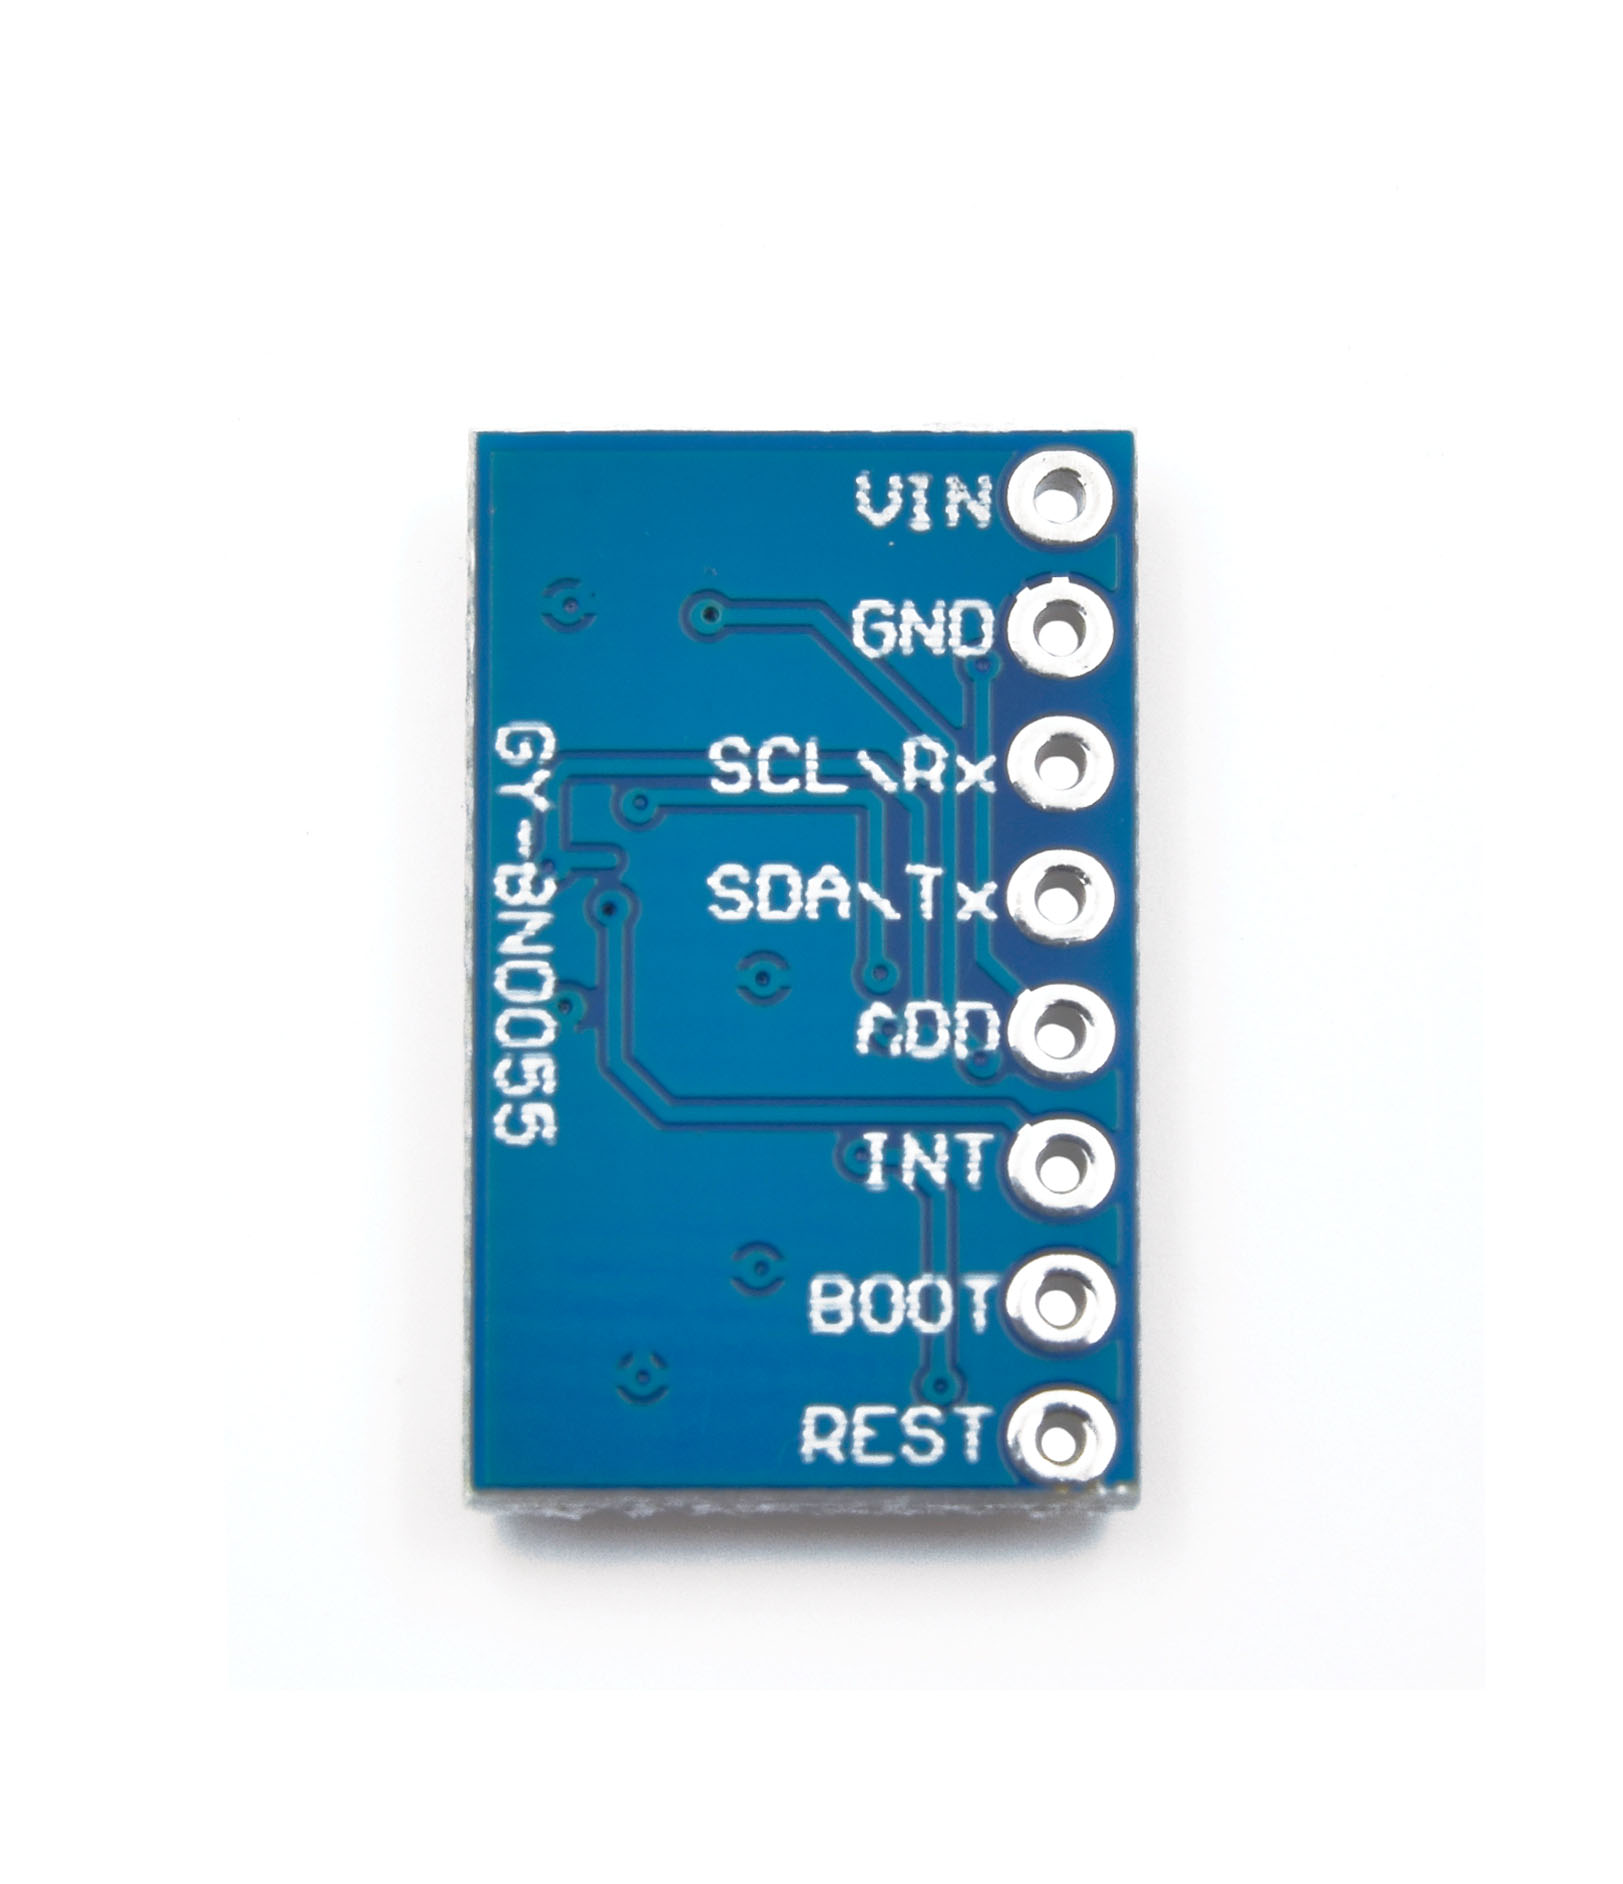 VIN
GND
SCL\Rx
SDA\Tx
ADD
INT
BOOT
REST
GY-BNO055